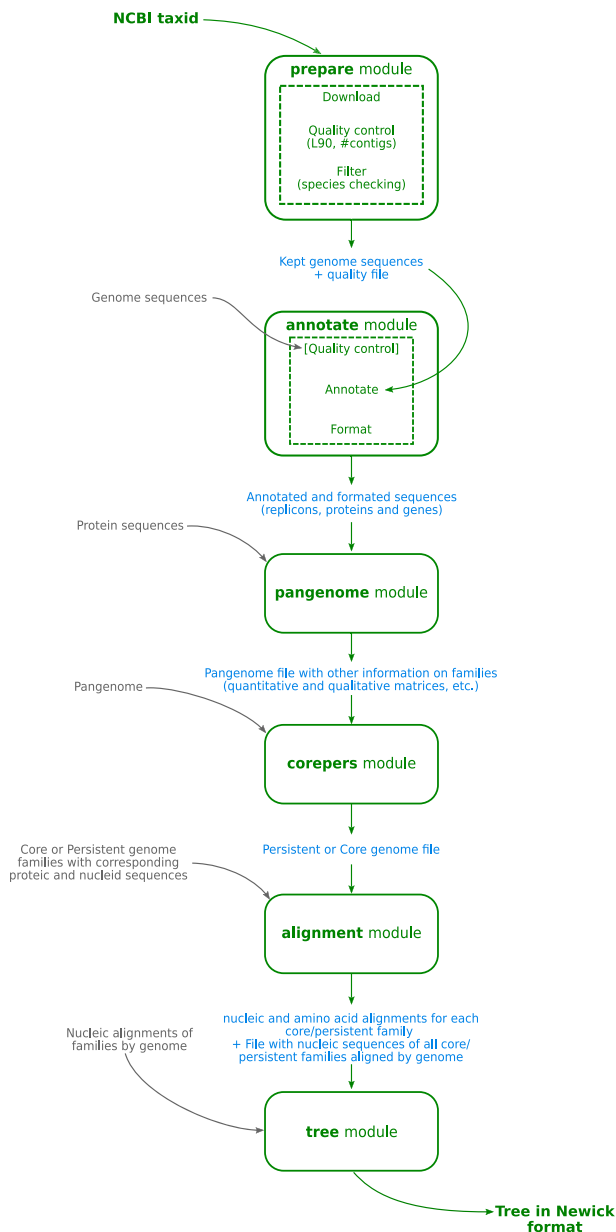 NCBI taxid
prepare module
Download
Quality control
(L90, #contigs)
Filter
(species checking)
Kept genome sequences
+ quality file
Genome sequences
annotate module
[Quality control]
Annotate
Format
Annotated and formated sequences
(replicons, proteins and genes)
Protein sequences
pangenome module
Pangenome file with other information on families
(quantitative and qualitative matrices, etc.)
Pangenome
corepers module
Persistent or Core genome file
Core or Persistent genome
families with corresponding
proteic and nucleid sequences
alignment module
nucleic and amino acid alignments for each
core/persistent family
+ File with nucleic sequences of all core/
persistent families aligned by genome
Nucleic alignments of
families by genome
tree module
Tree in Newick
format